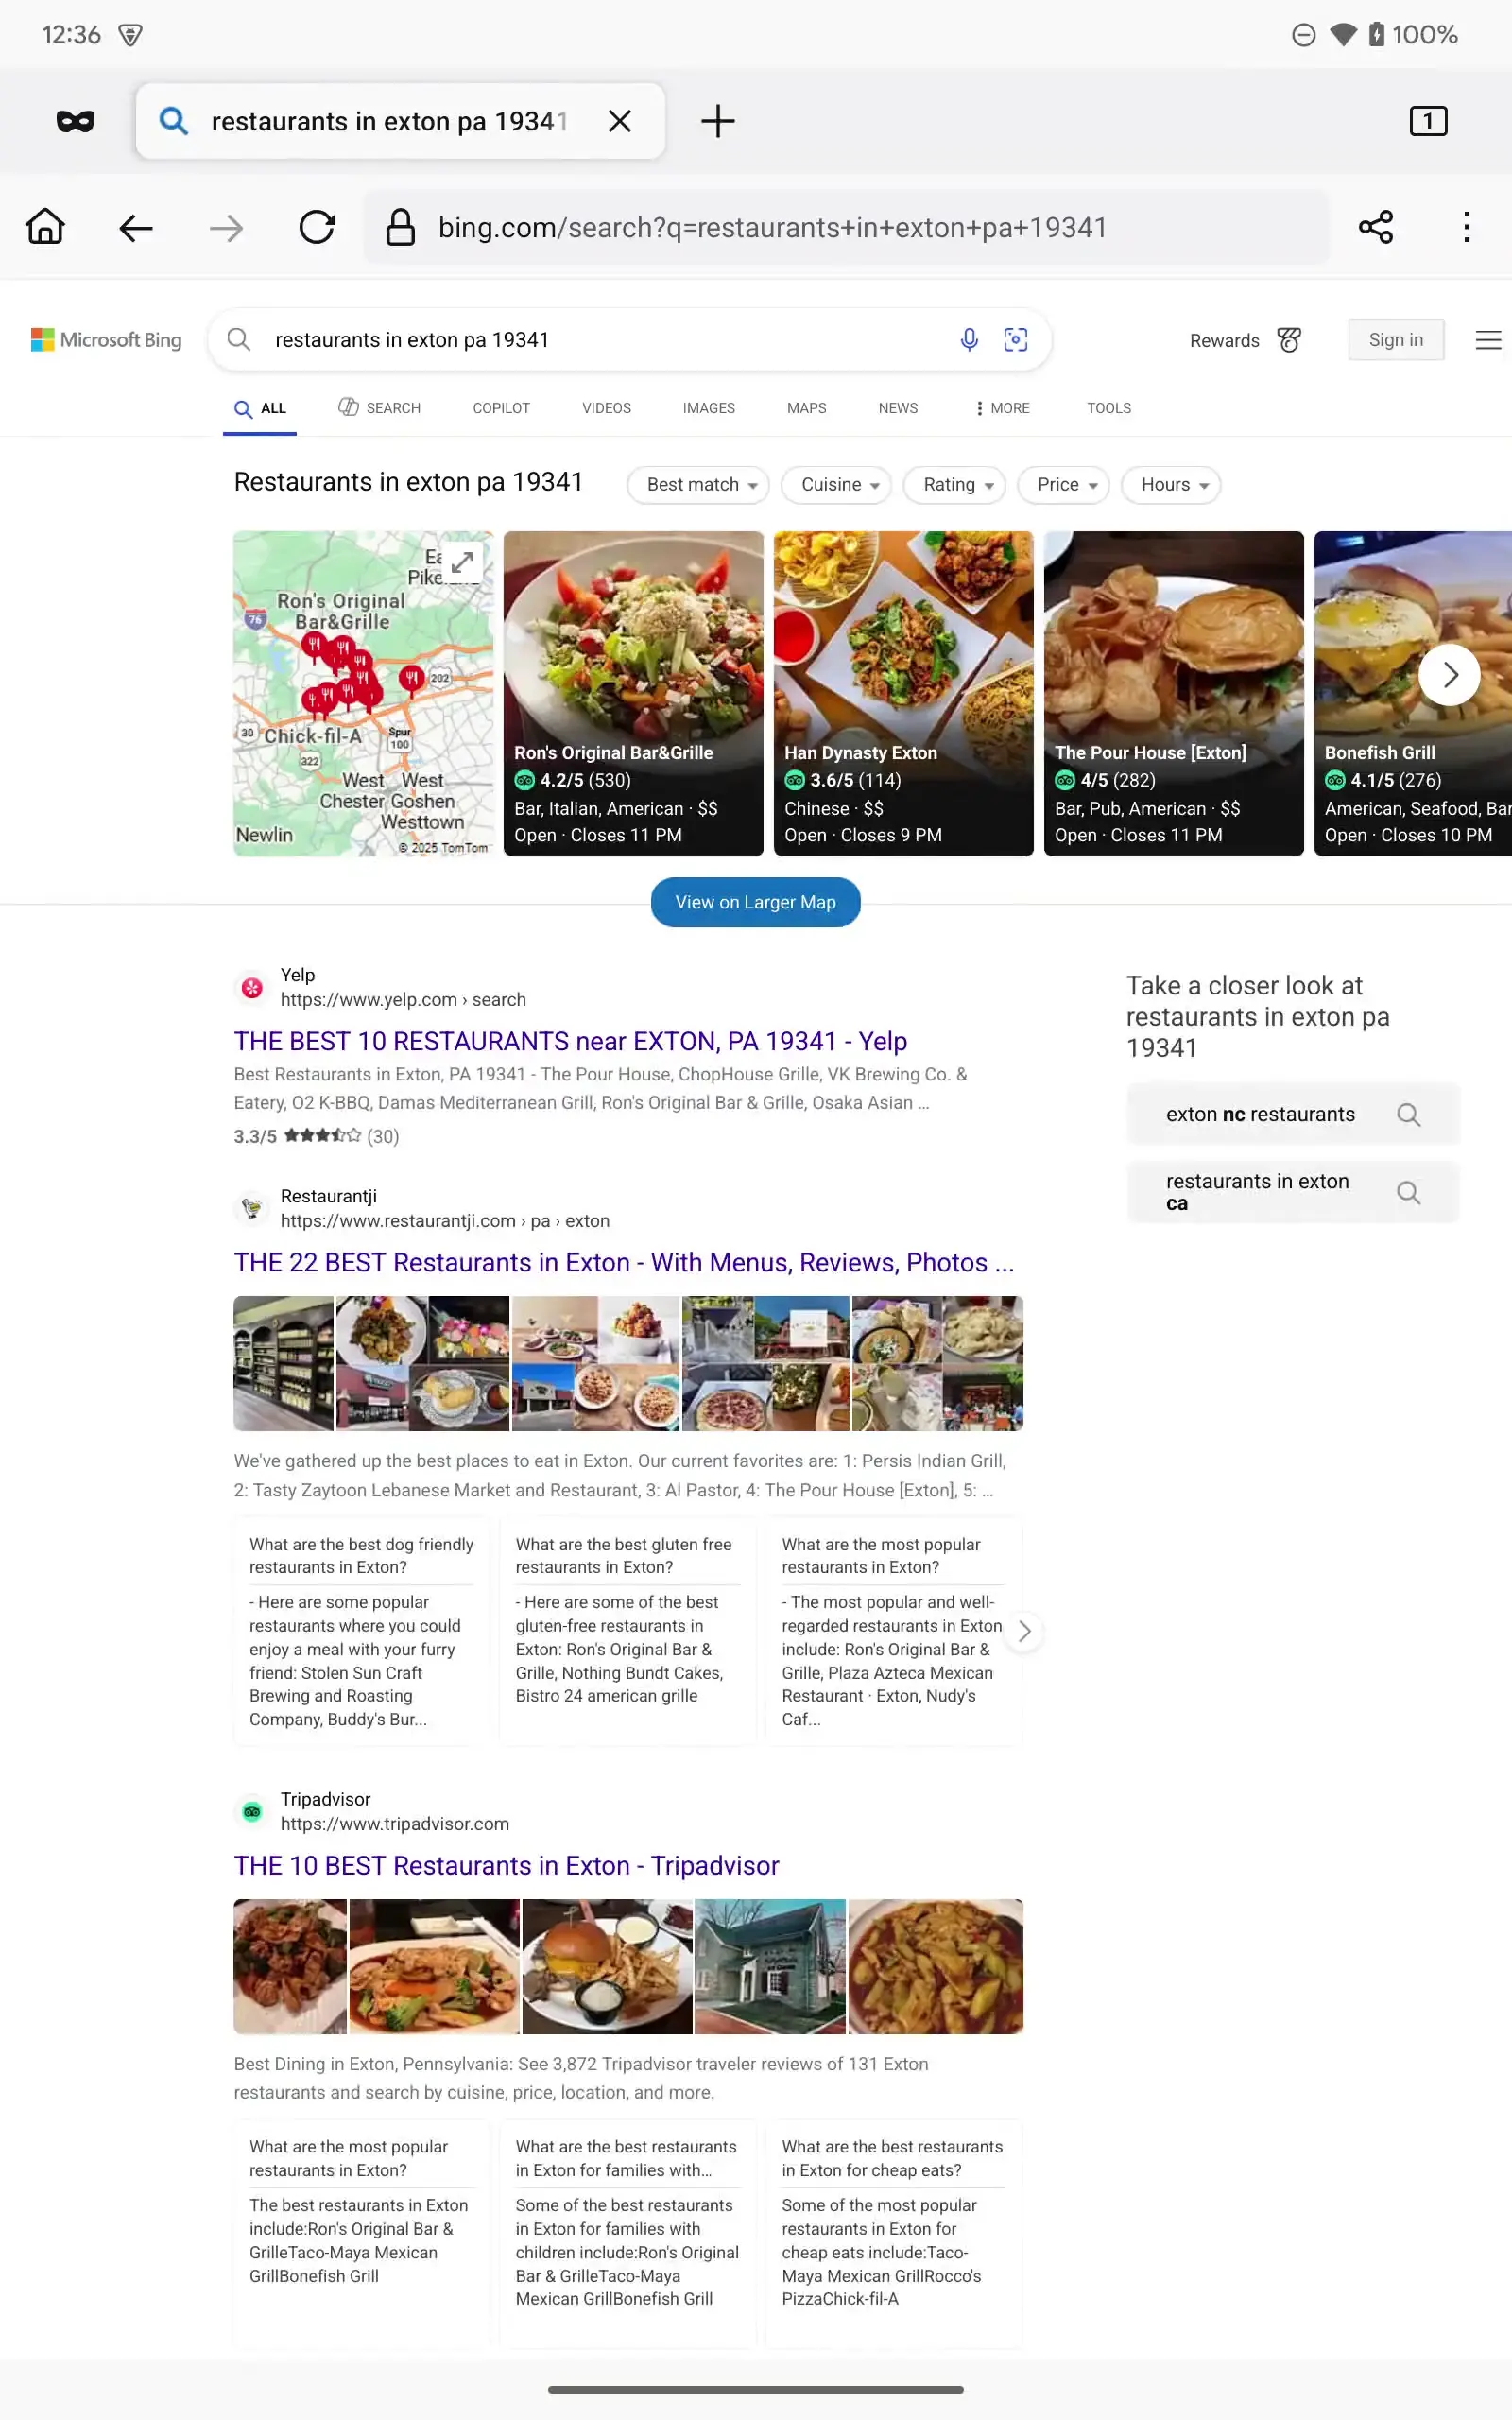 12:36
100%
restaurants in exton pa 19341
1
bing.com/search?q=restaurants+in+exton+pa+19341
Microsoft Bing
restaurants in exton pa 19341
Rewards
Sign in
ALL
SEARCH
COPILOT
VIDEOS
IMAGES
MAPS
NEWS
MORE
TOOLS
Restaurants in exton pa 19341
Best match
Cuisine
Rating
Price
Hours
Ron's Original
Bar&Grille
76
202
30
Chick-fil-A
Spur
100
322
West
Chester
West
Goshen
Westtown
Newlin
© 2025 TomTom
Ron's Original Bar&Grille
4.2/5 (530)
Bar, Italian, American · $$
Open · Closes 11 PM
Han Dynasty Exton
3.6/5 (114)
Chinese · $$
Open · Closes 9 PM
The Pour House [Exton]
4/5 (282)
Bar, Pub, American · $$
Open · Closes 11 PM
Bonefish Grill
4.1/5 (276)
American, Seafood, Bar
Open · Closes 10 PM
View on Larger Map
Yelp
https://www.yelp.com › search
THE BEST 10 RESTAURANTS near EXTON, PA 19341 - Yelp
Best Restaurants in Exton, PA 19341 - The Pour House, ChopHouse Grille, VK Brewing Co. &
Eatery, O2 K-BBQ, Damas Mediterranean Grill, Ron's Original Bar & Grille, Osaka Asian ...
3.3/5 (30)
Restaurantji
https://www.restaurantji.com › pa › exton
THE 22 BEST Restaurants in Exton - With Menus, Reviews, Photos ...
We've gathered up the best places to eat in Exton. Our current favorites are: 1: Persis Indian Grill,
2: Tasty Zaytoon Lebanese Market and Restaurant, 3: Al Pastor, 4: The Pour House [Exton], 5: ...
What are the best dog friendly
restaurants in Exton?
- Here are some popular
restaurants where you could
enjoy a meal with your furry
friend: Stolen Sun Craft
Brewing and Roasting
Company, Buddy's Bur...
What are the best gluten free
restaurants in Exton?
- Here are some of the best
gluten-free restaurants in
Exton: Ron's Original Bar &
Grille, Nothing Bundt Cakes,
Bistro 24 american grille
What are the most popular
restaurants in Exton?
- The most popular and well-
regarded restaurants in Exton
include: Ron's Original Bar &
Grille, Plaza Azteca Mexican
Restaurant · Exton, Nudy's
Caf...
Tripadvisor
https://www.tripadvisor.com
THE 10 BEST Restaurants in Exton - Tripadvisor
Best Dining in Exton, Pennsylvania: See 3,872 Tripadvisor traveler reviews of 131 Exton
restaurants and search by cuisine, price, location, and more.
What are the most popular
restaurants in Exton?
The best restaurants in Exton
include:Ron's Original Bar &
GrilleTaco-Maya Mexican
GrillBonefish Grill
What are the best restaurants
in Exton for families with...
Some of the best restaurants
in Exton for families with
children include:Ron's Original
Bar & GrilleTaco-Maya
Mexican GrillBonefish Grill
What are the best restaurants
in Exton for cheap eats?
Some of the most popular
restaurants in Exton for
cheap eats include:Taco-
Maya Mexican GrillRocco's
PizzaChick-fil-A
Take a closer look at
restaurants in exton pa
19341
exton nc restaurants
restaurants in exton
ca